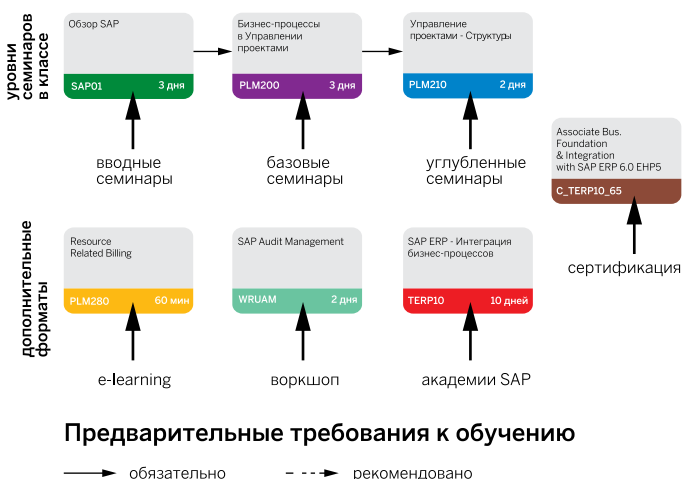 уровни
семинаров
в классе
Обзор SAP
SAP01 3 дня
Бизнес-процессы
в Управлении
проектами
PLM200 3 дня
Управление
проектами - Структуры
PLM210 2 дня
вводные
семинары
базовые
семинары
углубленные
семинары
Associate Bus.
Foundation
& Integration
with SAP ERP 6.0 EHP5
C_TERP10_65
сертификация
дополнительные
форматы
Resource
Related Billing
PLM280 60 мин
SAP Audit Management
WRUAM 2 дня
SAP ERP - Интеграция
бизнес-процессов
TERP10 10 дней
e-learning
воркшоп
академии SAP
Предварительные требования к обучению
обязательно
рекомендовано